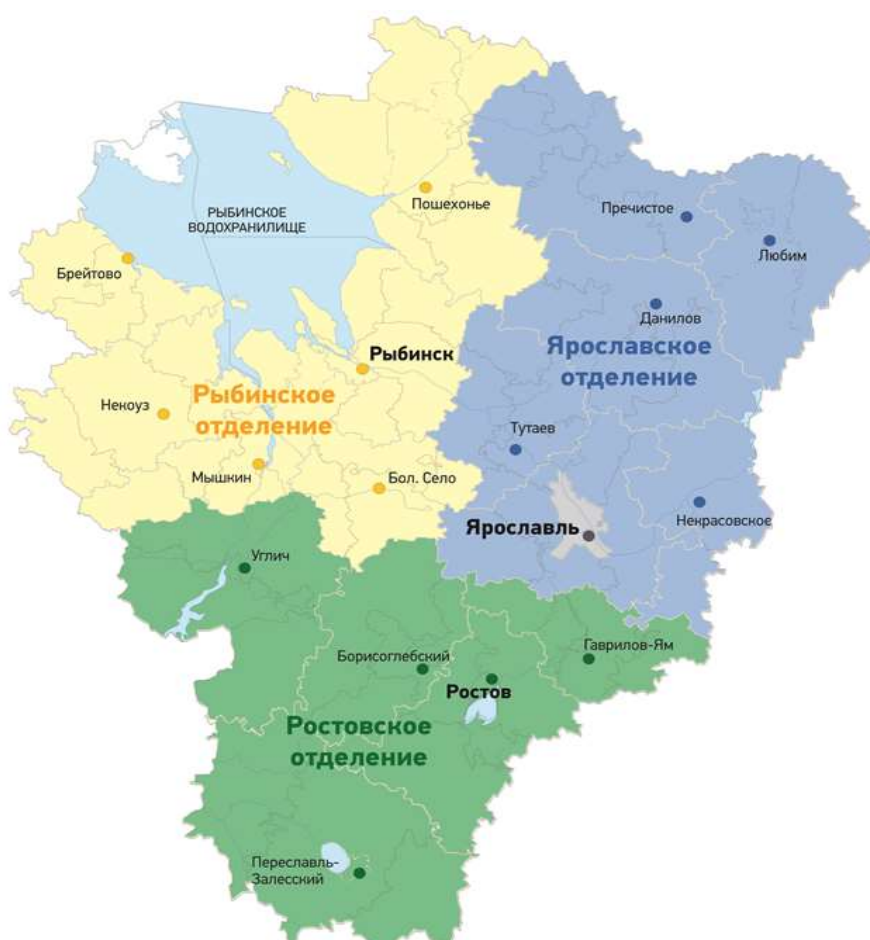 Пошехонье
Пречистое
РЫБИНСКОЕ
ВОДОХРАНИЛИЩЕ
Любим
Брейтово
Данилов
Рыбинск
Ярославское
отделение
Рыбинское
отделение
Некоуз
Тутаев
Мышкин
Бол. Село
Некрасовское
Ярославль
Углич
Гаврилов-Ям
Борисоглебский
Ростов
Ростовское
отделение
Переславль-
Залесский